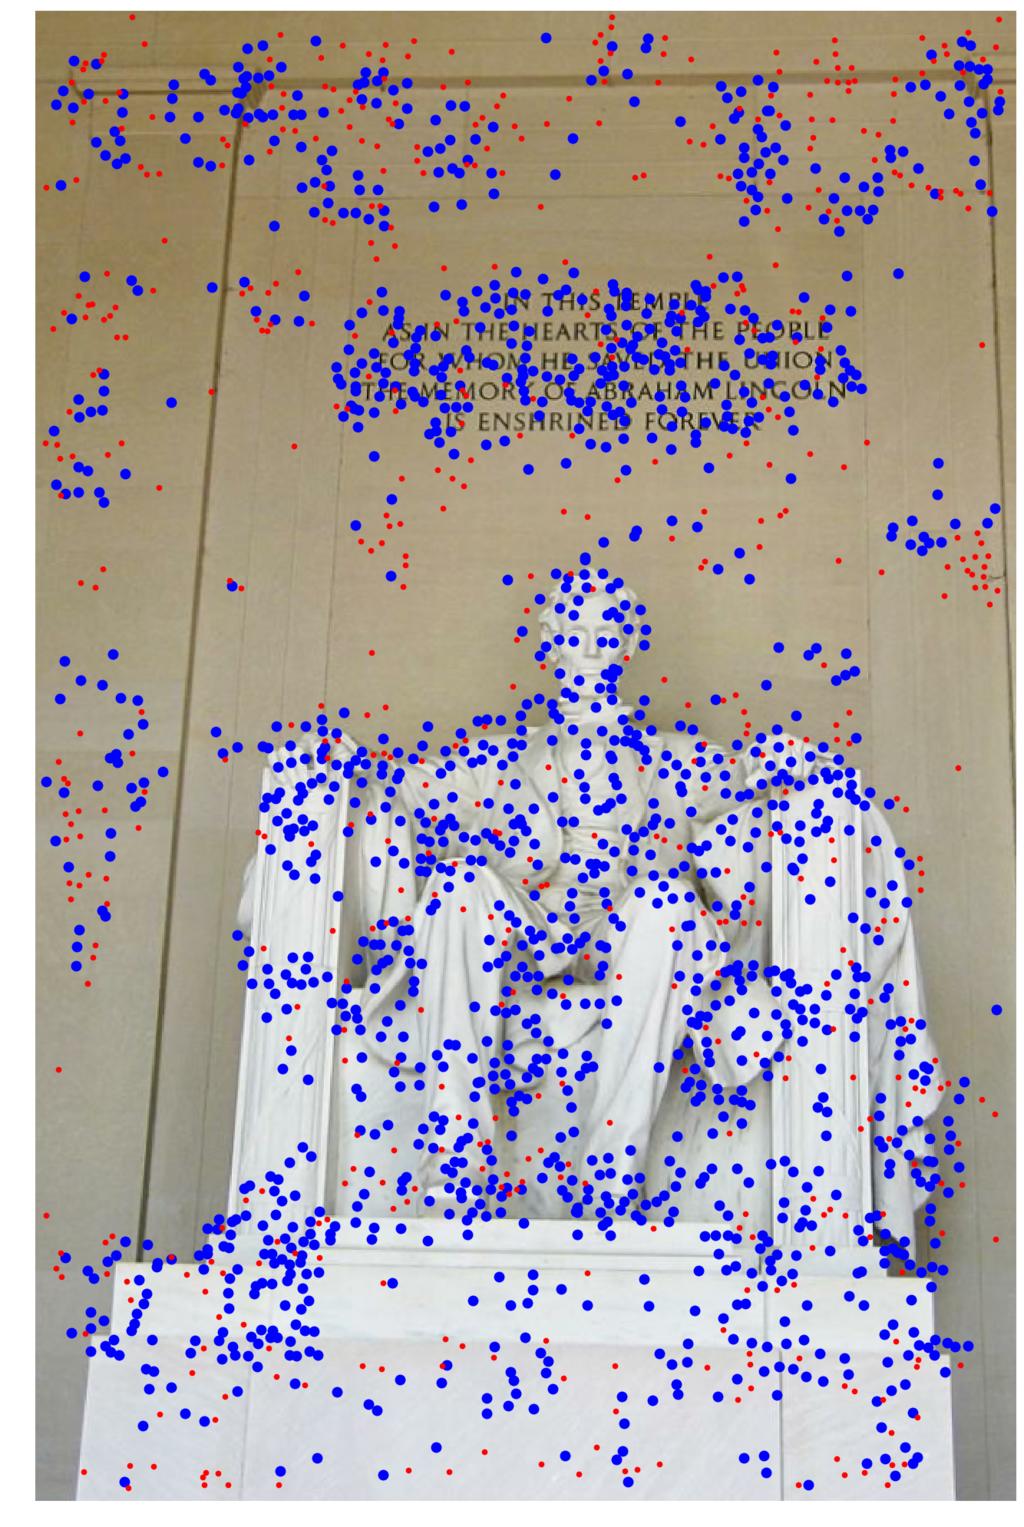 IN THIS TEMPLE
AS IN THE HEARTS OF THE PEOPLE
FOR WHOM HE SAVED THE UNION
THE MEMORY OF ABRAHAM LINCOLN
IS ENSHRINED FOREVER